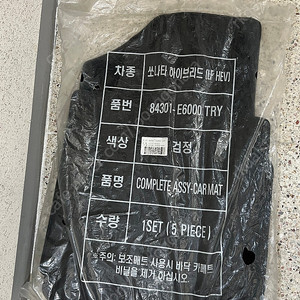 차종 쏘나타 하이브리드 (LF HEV)
품번 84301-E6000 TRY
색상 검정
품명 COMPLETE ASSY-CAR MAT
수량 1SET ( 5 PIECE )
※주의: 보조매트 사용시 바닥 카페트
비닐을 제거 하십시오.